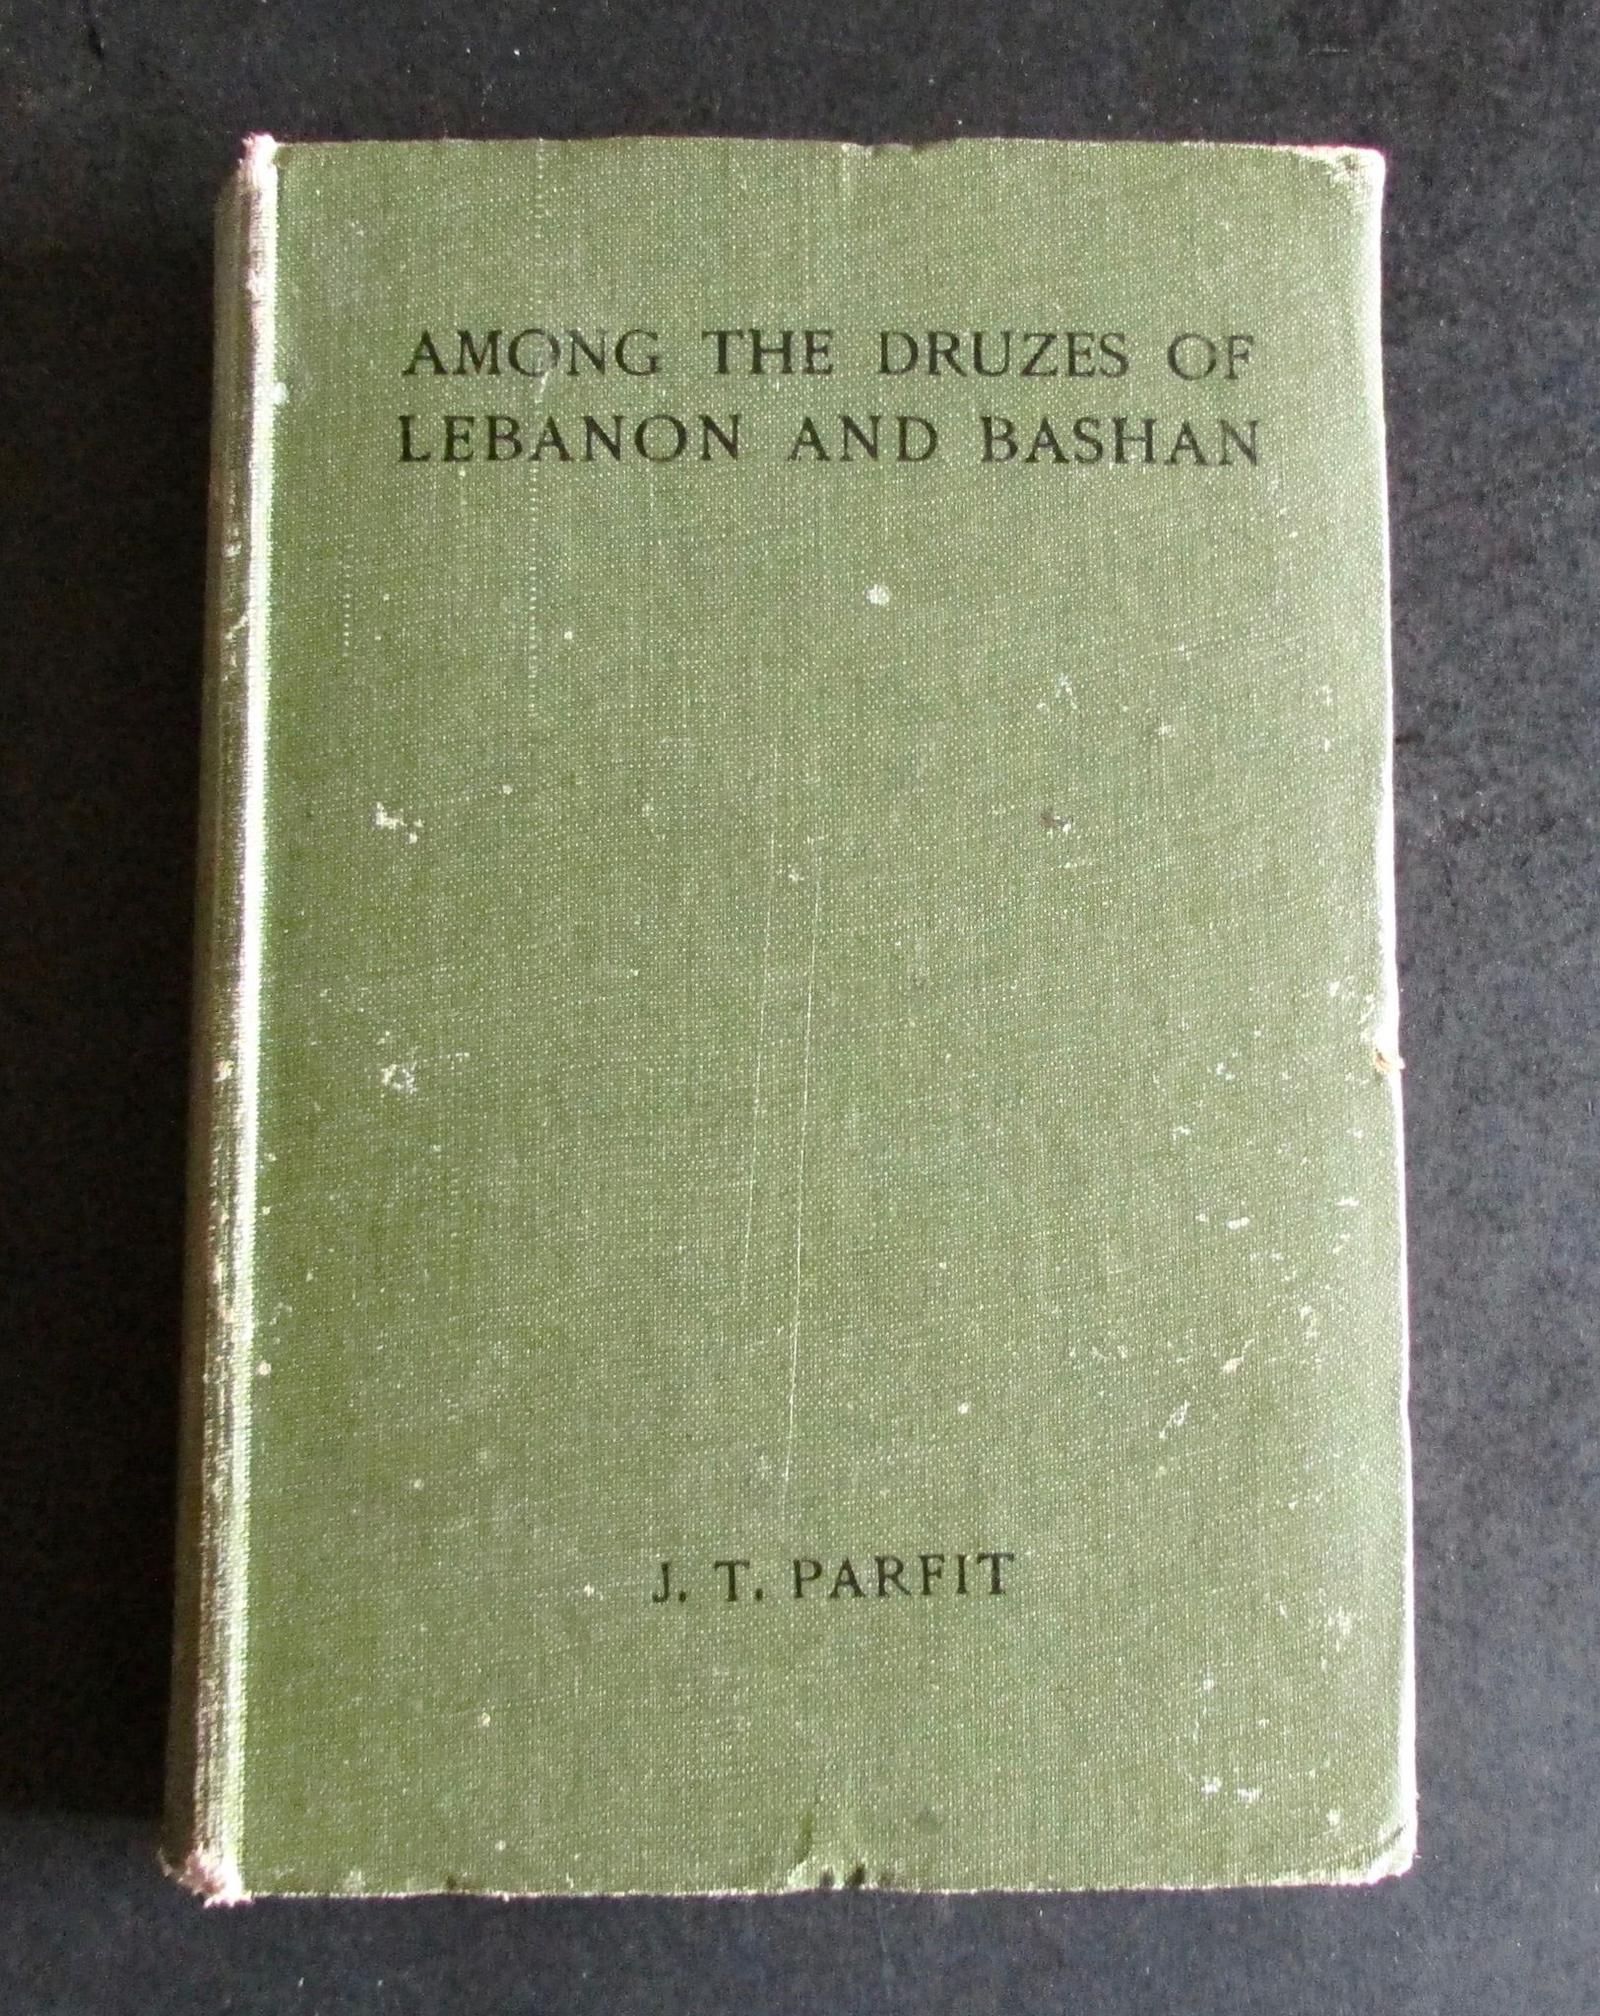 AMONG THE DRUZES OF
LEBANON AND BASHAN
J. T. PARFIT